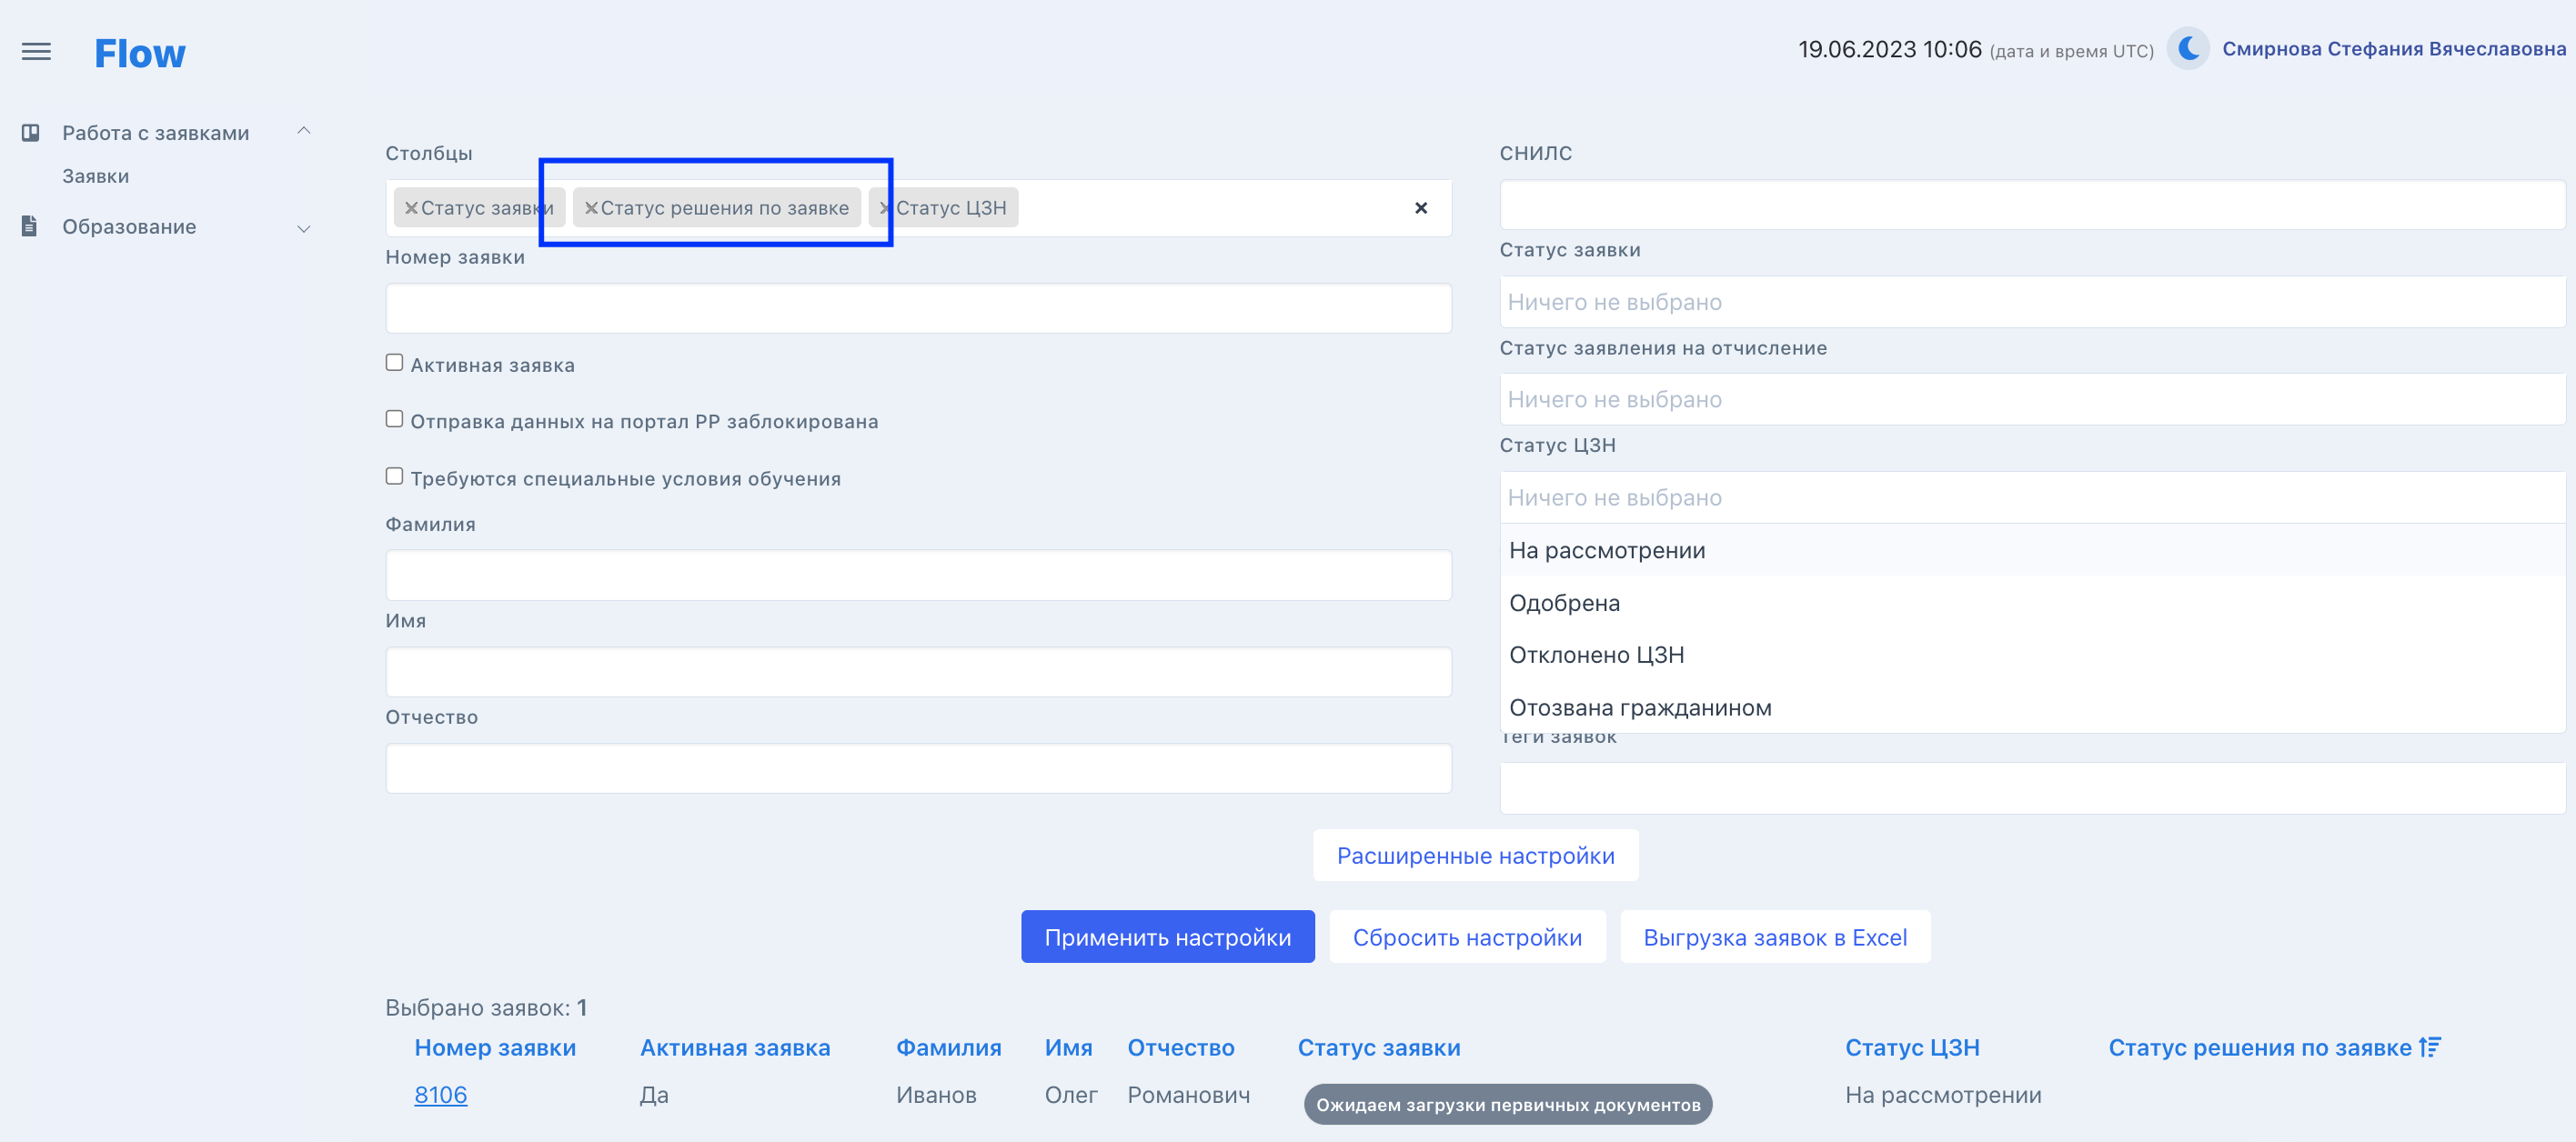 Flow
19.06.2023 10:06 (дата и время UTC)
Смирнова Стефания Вячеславовна
Работа с заявками
Заявки
Образование
Столбцы
Статус заявки
Статус решения по заявке
Статус ЦЗН
Номер заявки
Активная заявка
Отправка данных на портал РР заблокирована
Требуются специальные условия обучения
Фамилия
Имя
Отчество
СНИЛС
Статус заявки
Ничего не выбрано
Статус заявления на отчисление
Ничего не выбрано
Статус ЦЗН
Ничего не выбрано
На рассмотрении
Одобрена
Отклонено ЦЗН
Отозвана гражданином
Теги заявок
Расширенные настройки
Применить настройки
Сбросить настройки
Выгрузка заявок в Excel
Выбрано заявок: 1
Номер заявки Активная заявка Фамилия Имя Отчество Статус заявки Статус ЦЗН Статус решения по заявке
8106 Да Иванов Олег Романович Ожидаем загрузки первичных документов На рассмотрении